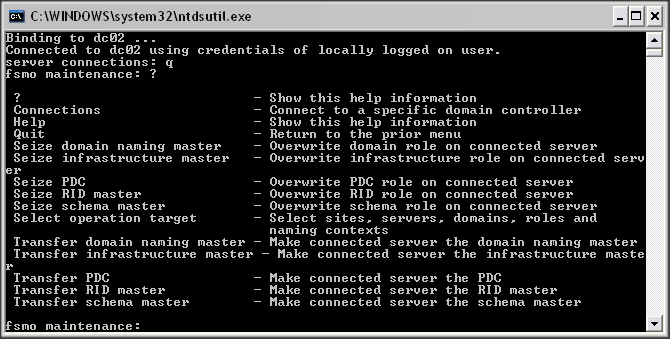 C:\WINDOWS\system32\ntdsutil.exe
Binding to dc02 ...
Connected to dc02 using credentials of locally logged on user.
server connections: q
fsmo maintenance: ?
? - Show this help information
Connections - Connect to a specific domain controller
Help - Show this help information
Quit - Return to the prior menu
Seize domain naming master - Overwrite domain role on connected server
Seize infrastructure master - Overwrite infrastructure role on connected serv
er
Seize PDC - Overwrite PDC role on connected server
Seize RID master - Overwrite RID role on connected server
Seize schema master - Overwrite schema role on connected server
Select operation target - Select sites, servers, domains, roles and
naming contexts
Transfer domain naming master - Make connected server the domain naming master
Transfer infrastructure master - Make connected server the infrastructure maste
r
Transfer PDC - Make connected server the PDC
Transfer RID master - Make connected server the RID master
Transfer schema master - Make connected server the schema master
fsmo maintenance: